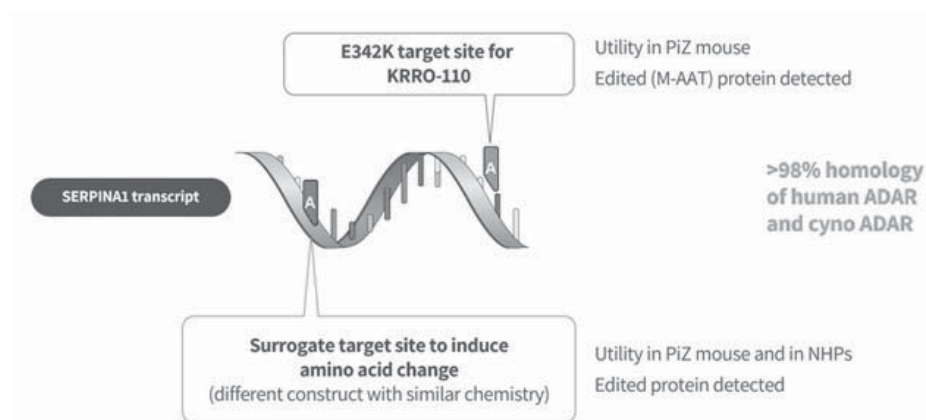 E342K target site for
KRRO-110
Utility in PiZ mouse
Edited (M-AAT) protein detected
SERPINA1 transcript
A
A
>98% homology
of human ADAR
and cyno ADAR
Surrogate target site to induce
amino acid change
(different construct with similar chemistry)
Utility in PiZ mouse and in NHPs
Edited protein detected